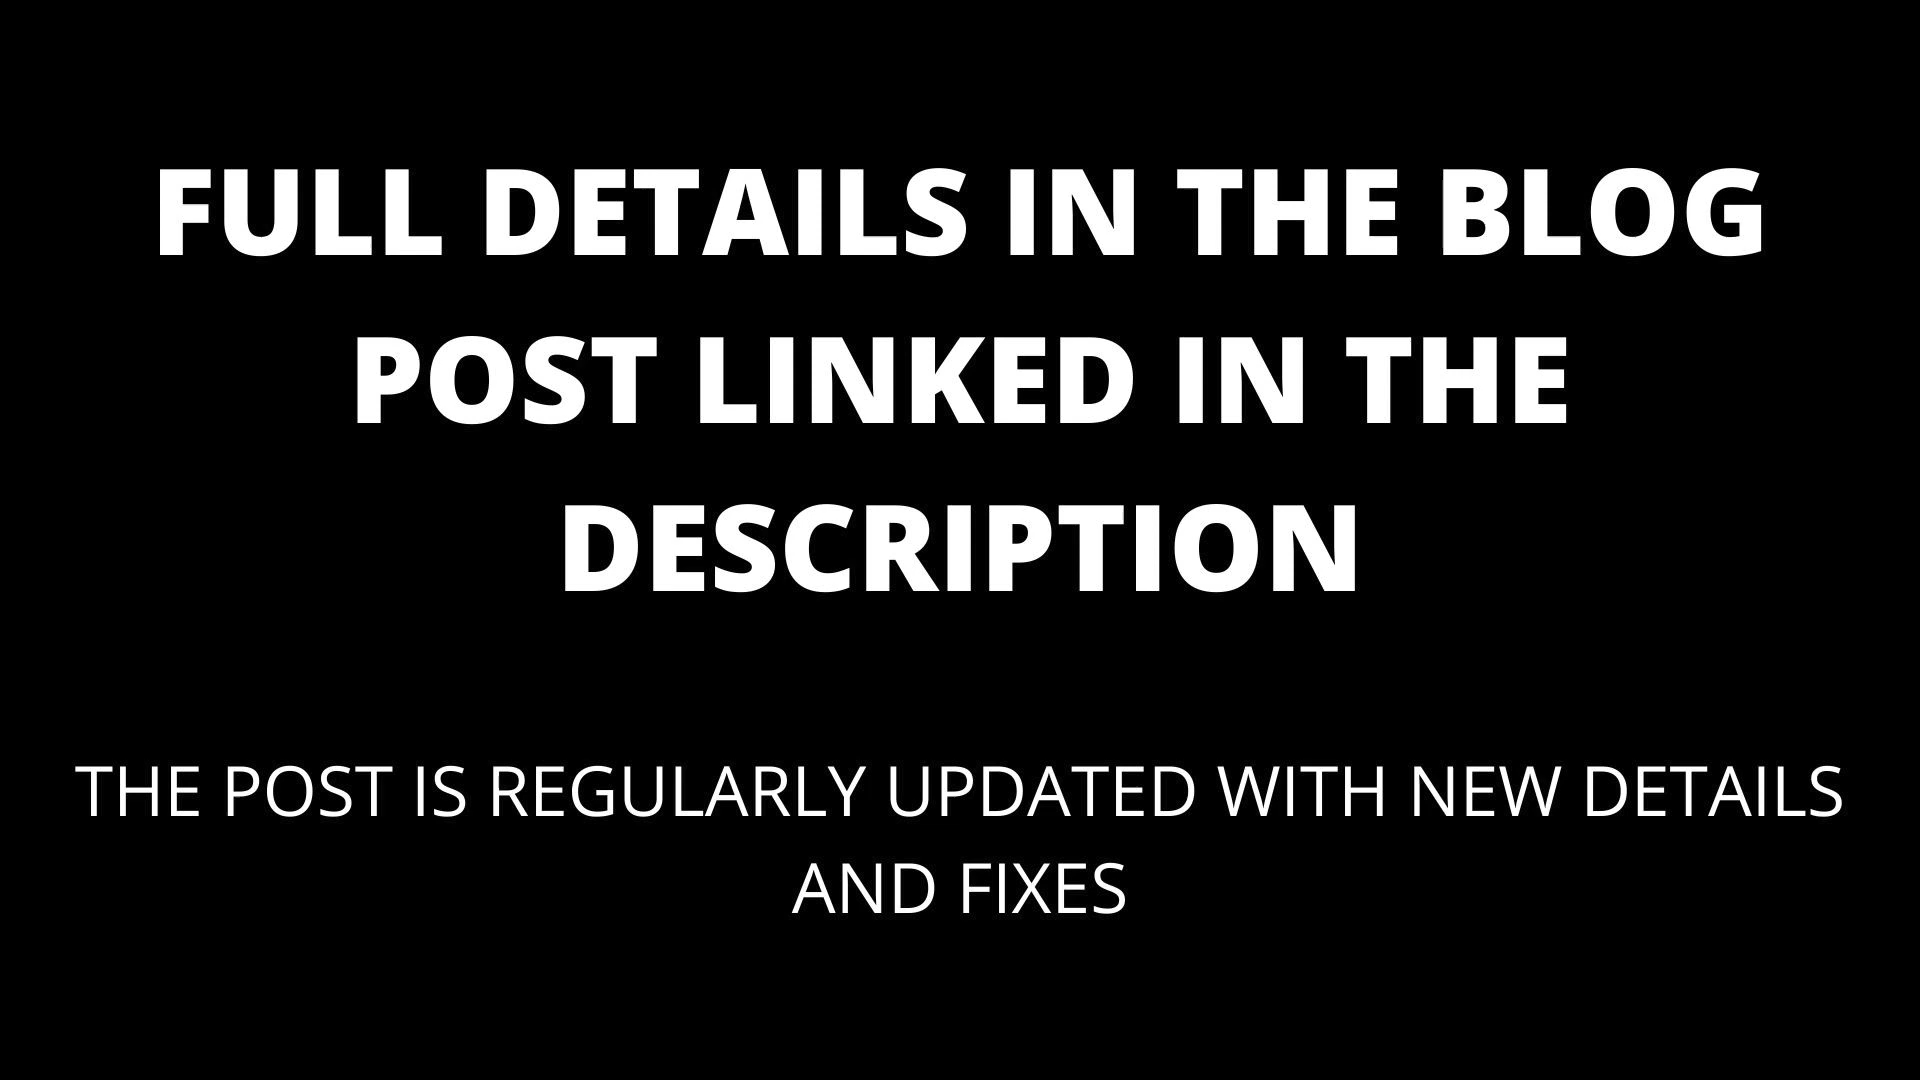 FULL DETAILS IN THE BLOG
POST LINKED IN THE
DESCRIPTION
THE POST IS REGULARLY UPDATED WITH NEW DETAILS
AND FIXES